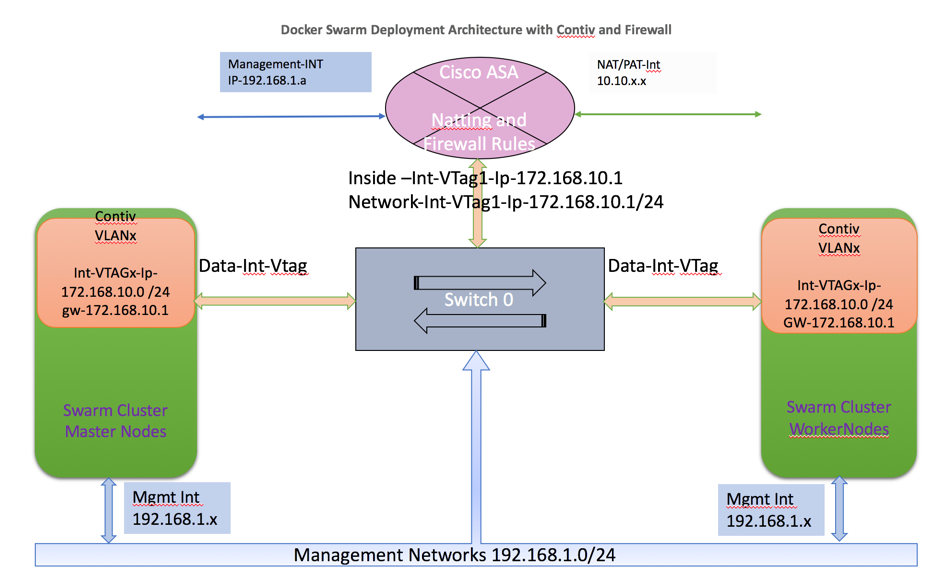 Docker Swarm Deployment Architecture with Contiv and Firewall
Management-INT
IP-192.168.1.a
Cisco ASA
Natting and
Firewall Rules
NAT/PAT-Int
10.10.x.x
Inside –Int-VTag1-Ip-172.168.10.1
Network-Int-VTag1-Ip-172.168.10.1/24
Contiv
VLANx
Int-VTAGx-Ip-
172.168.10.0 /24
gw-172.168.10.1
Data-Int-Vtag
Switch 0
Data-Int-VTag
Contiv
VLANx
Int-VTAGx-Ip-
172.168.10.0 /24
GW-172.168.10.1
Swarm Cluster
Master Nodes
Swarm Cluster
WorkerNodes
Mgmt Int
192.168.1.x
Mgmt Int
192.168.1.x
Management Networks 192.168.1.0/24